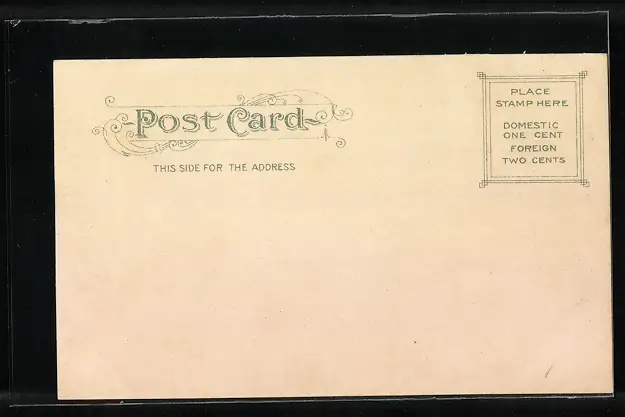 Post Card
THIS SIDE FOR THE ADDRESS
PLACE
STAMP HERE
DOMESTIC
ONE CENT
FOREIGN
TWO CENTS